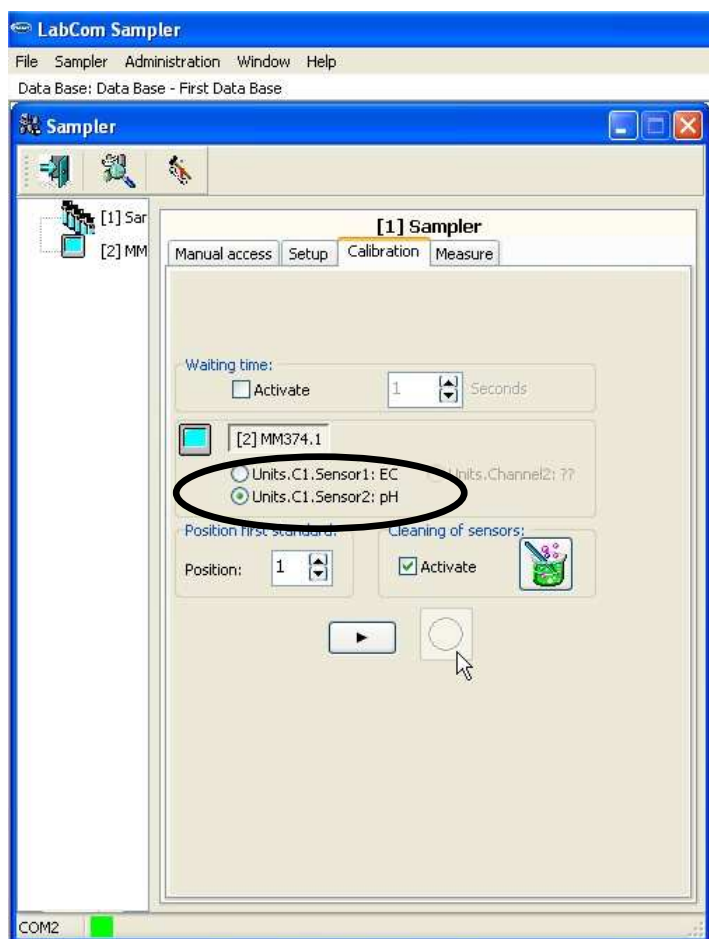 LabCom Sampler
File Sampler Administration Window Help
Data Base: Data Base - First Data Base
Sampler
[1] Sar
[2] MM
[1] Sampler
Manual access Setup Calibration Measure
Waiting time:
Activate 1 Seconds
[2] MM374.1
Units.C1.Sensor1: EC Units.Channel2: ??
Units.C1.Sensor2: pH
Position first standard: Cleaning of sensors:
Position: 1 Activate
COM2